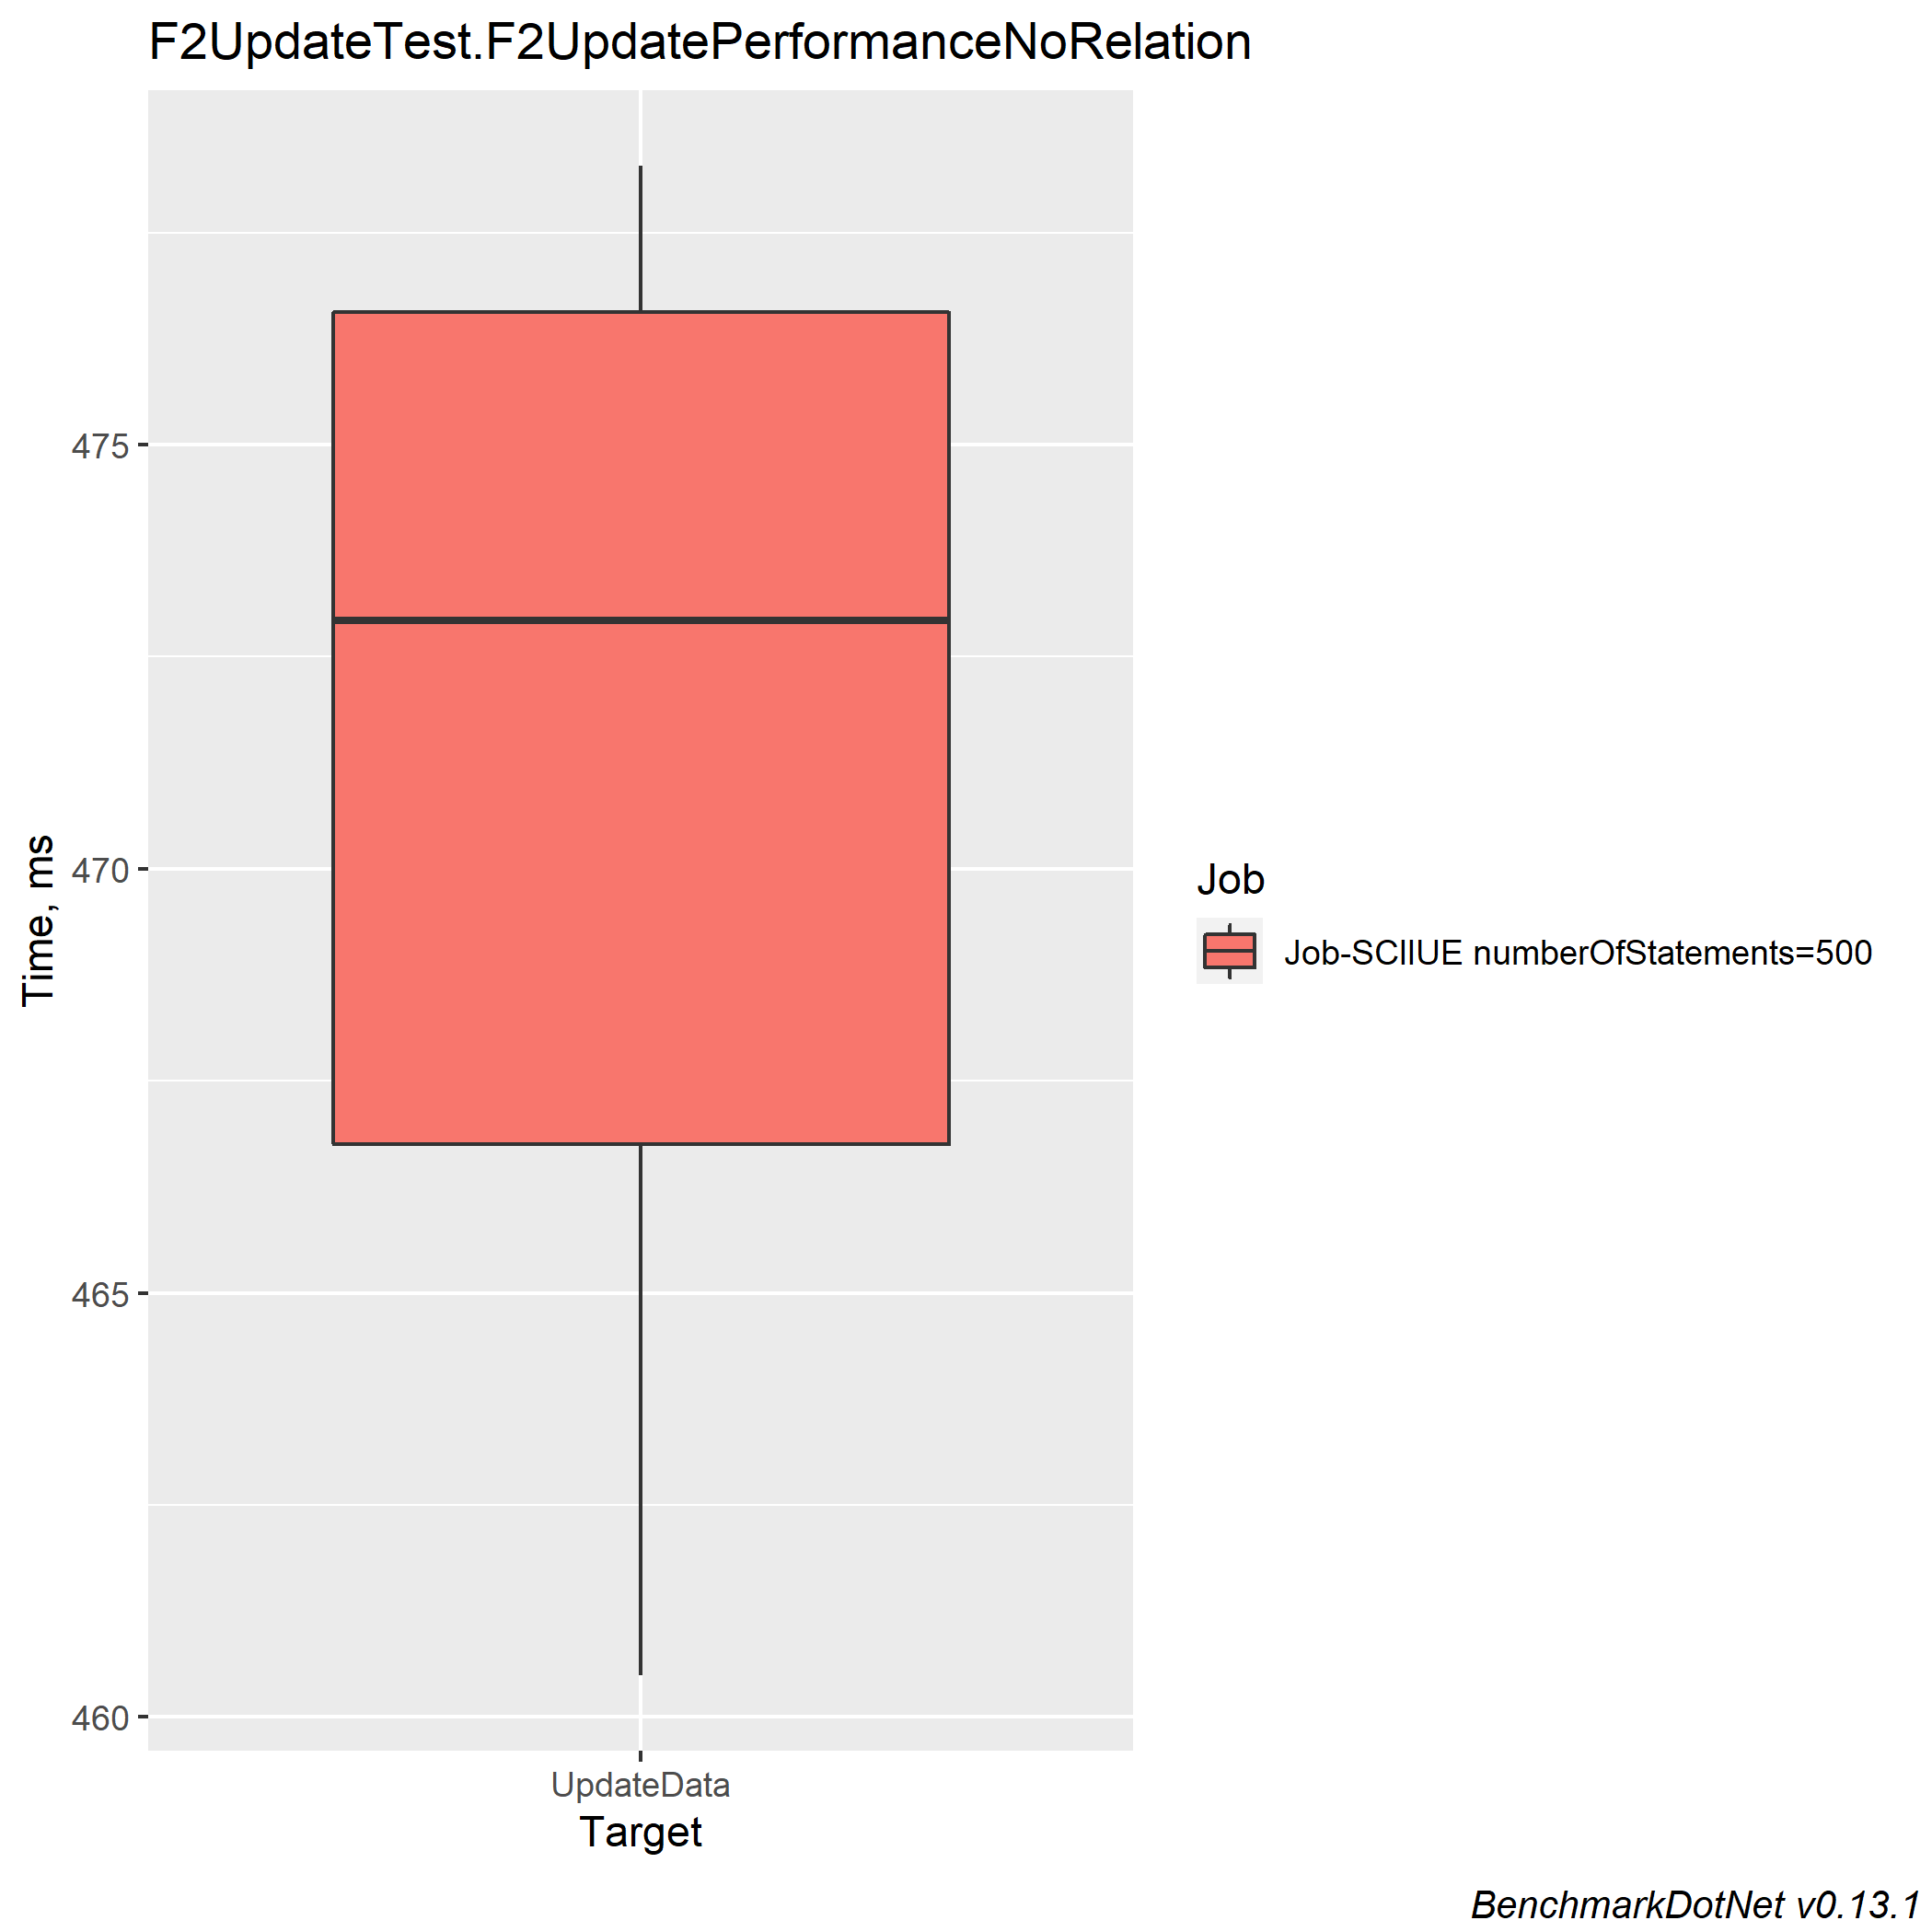 F2UpdateTest.F2UpdatePerformanceNoRelation
475
470
465
460
Time, ms
UpdateData
Target
Job
Job-SCIIUE numberOfStatements=500
BenchmarkDotNet v0.13.1